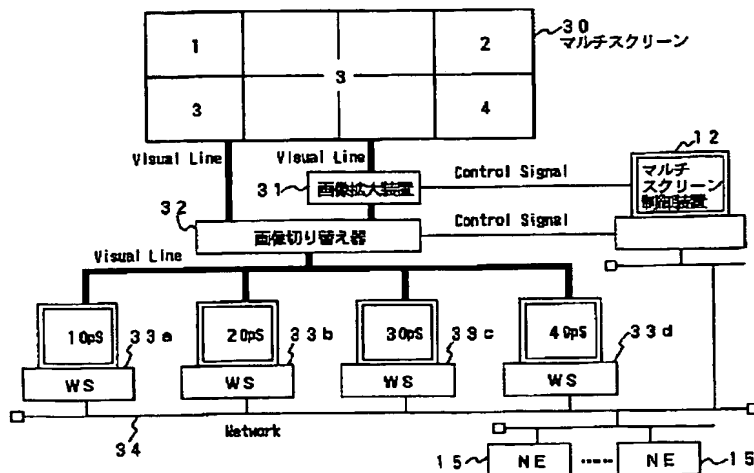 1
2
3
3
4
30
マルチスクリーン
Visual Line
Visual Line
31
画像拡大装置
Control Signal
12
マルチ
スクリーン
制御装置
32
画像切り替え器
Control Signal
Visual Line
10pS
33a
20pS
33b
30pS
33c
40pS
33d
WS
WS
WS
WS
34
Network
15
NE
NE
15